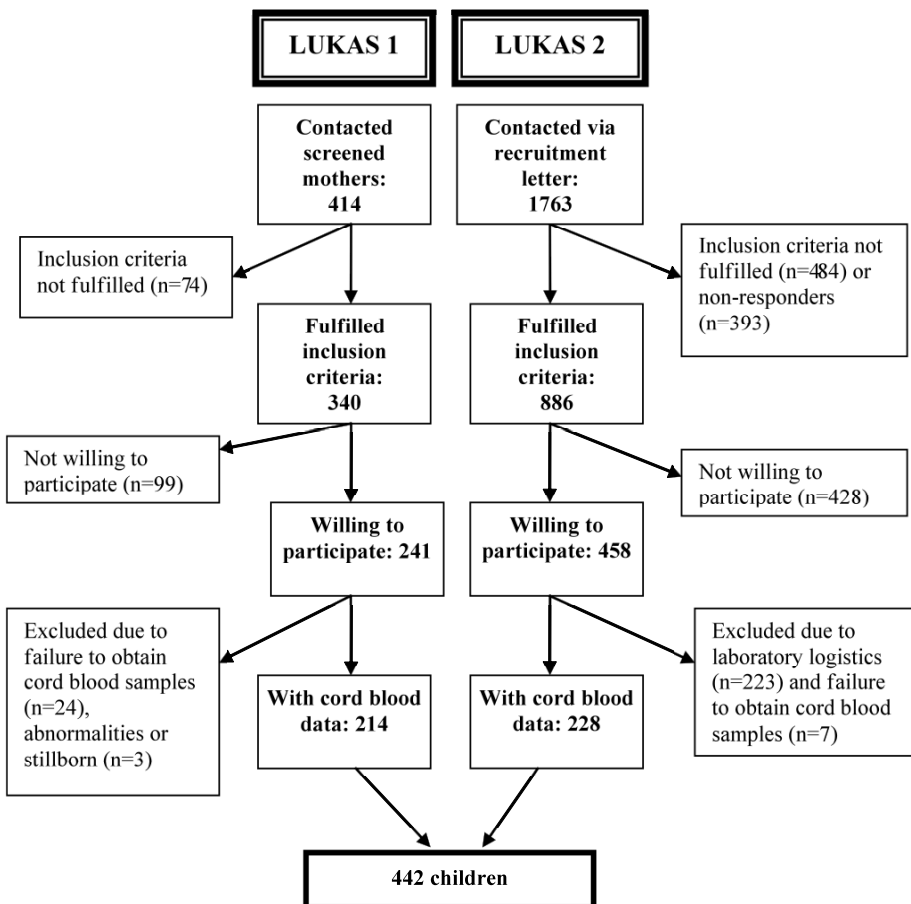 LUKAS 1
LUKAS 2
Contacted
screened
mothers:
414
Contacted via
recruitment
letter:
1763
Inclusion criteria
not fulfilled (n=74)
Inclusion criteria not
fulfilled (n=484) or
non-responders
(n=393)
Fulfilled
inclusion
criteria:
340
Fulfilled
inclusion
criteria:
886
Not willing to
participate (n=99)
Not willing to
participate (n=428)
Willing to
participate: 241
Willing to
participate: 458
Excluded due to
failure to obtain
cord blood samples
(n=24),
abnormalities or
stillborn (n=3)
Excluded due to
laboratory logistics
(n=223) and failure
to obtain cord blood
samples (n=7)
With cord blood
data: 214
With cord blood
data: 228
442 children